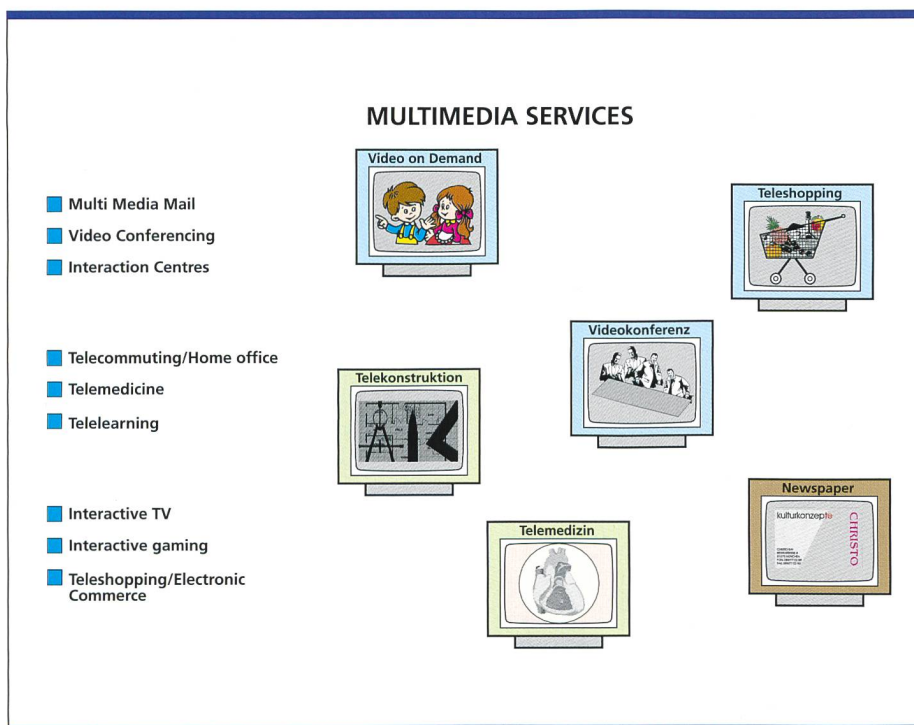 MULTIMEDIA SERVICES
Multi Media Mail
Video Conferencing
Interaction Centres
Telecommuting/Home office
Telemedicine
Telelearning
Interactive TV
Interactive gaming
Teleshopping/Electronic
Commerce
Video on Demand
Teleshopping
Videokonferenz
Telekonstruktion
Newspaper
kulturkonzepte
CHRISTO
Telemedizin